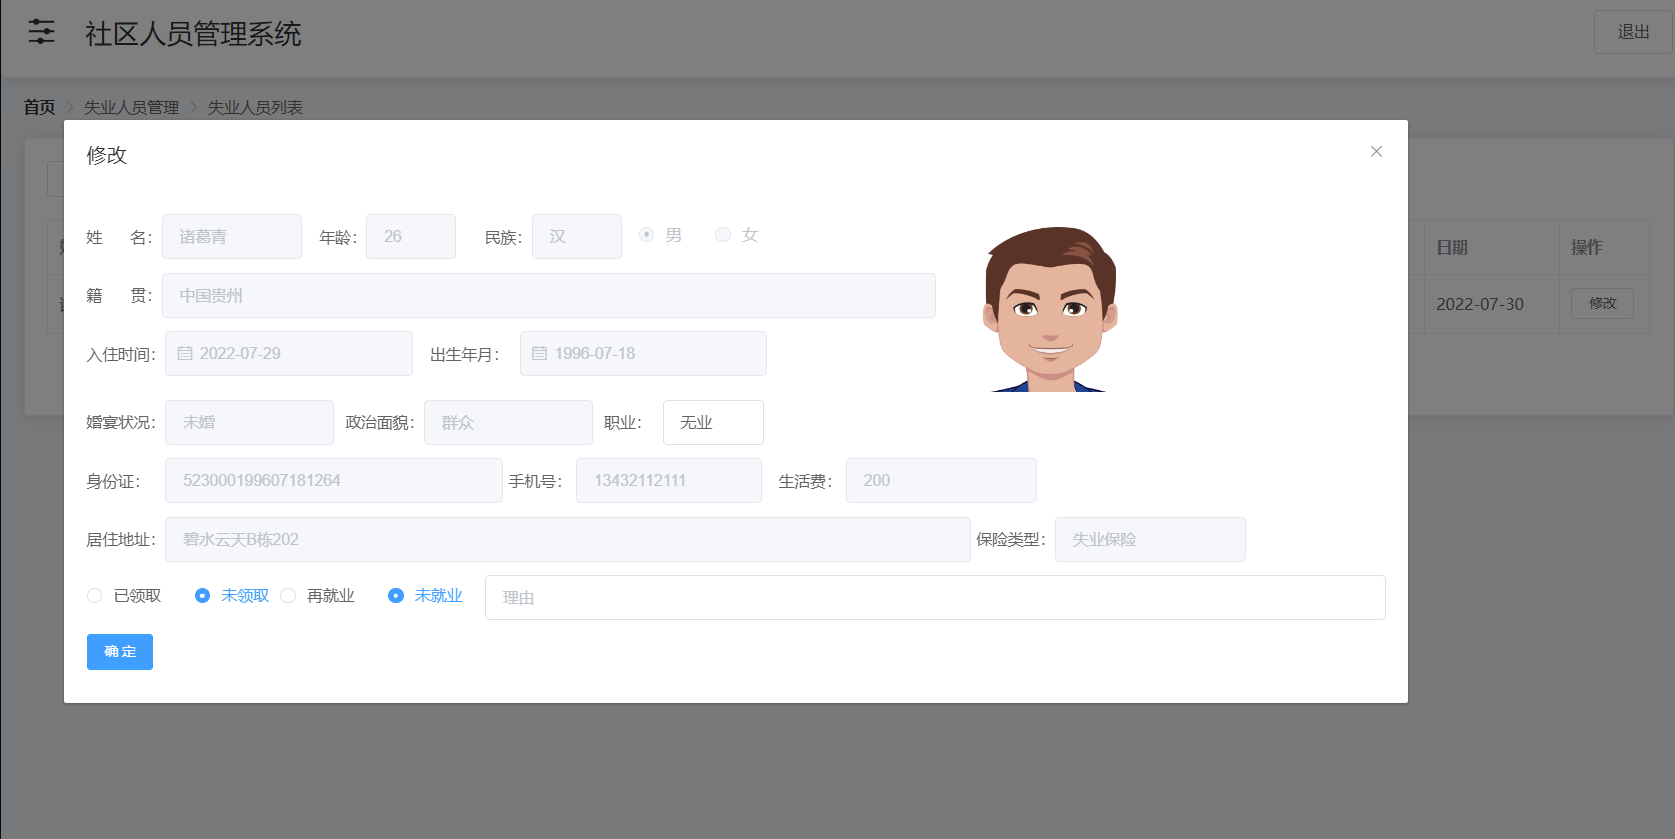 社区人员管理系统
退出
首页 > 失业人员管理 > 失业人员列表
修改
姓 名： 诸葛青 年龄： 26 民族： 汉 男 女
籍 贯： 中国贵州
日期 操作
入住时间： 2022-07-29 出生年月： 1996-07-18
2022-07-30 修改
婚宴状况： 未婚 政治面貌： 群众 职业： 无业
身份证： 523000199607181264 手机号： 13432112111 生活费： 200
居住地址： 碧水云天B栋202 保险类型： 失业保险
已领取 未领取 再就业 未就业 理由
确定